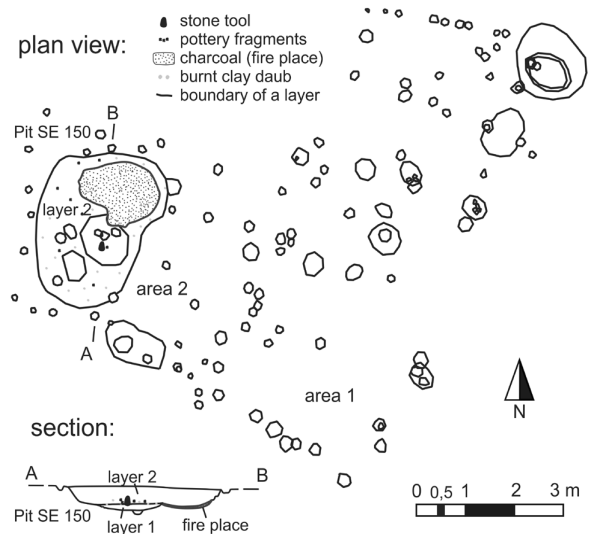 plan view:
stone tool
pottery fragments
charcoal (fire place)
burnt clay daub
boundary of a layer
B
Pit SE 150
layer 2
area 2
A
area 1
N
section:
A
B
layer 2
Pit SE 150
layer 1
fire place
0 0,5 1 2 3 m